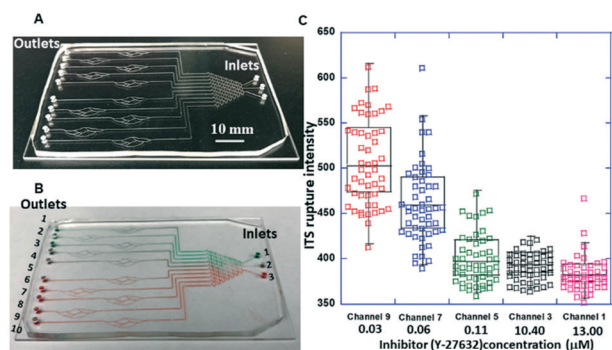 A
Outlets
Inlets
10 mm
B
Outlets
Inlets
1
2
3
4
5
6
7
8
9
10
1
2
3
C
ITS rupture intensity
650
600
550
500
450
400
350
Channel 9 Channel 7 Channel 5 Channel 3 Channel 1
0.03 0.06 0.11 10.40 13.00
Inhibitor (Y-27632)concentration (μM)